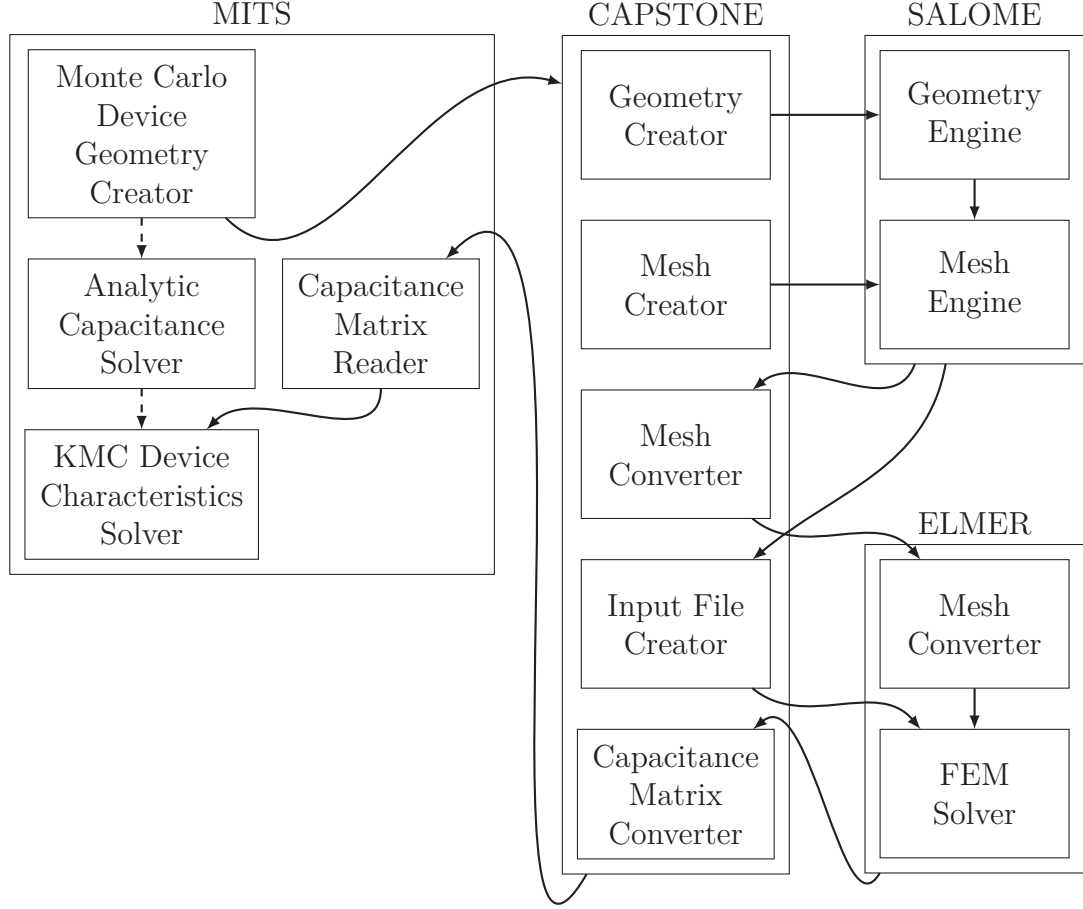 MITS
Monte Carlo
Device
Geometry
Creator
Analytic
Capacitance
Solver
Capacitance
Matrix
Reader
KMC Device
Characteristics
Solver
CAPSTONE
Geometry
Creator
Mesh
Creator
Mesh
Converter
Input File
Creator
Capacitance
Matrix
Converter
SALOME
Geometry
Engine
Mesh
Engine
ELMER
Mesh
Converter
FEM
Solver